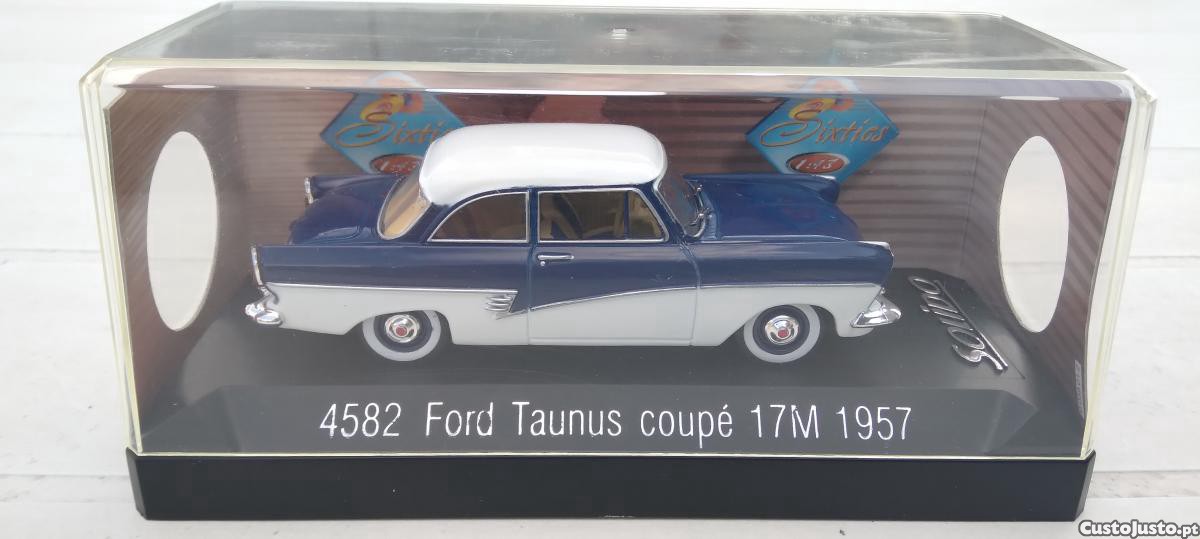 Sixties
1:43
Sixties
1:43
solido
4582 Ford Taunus coupé 17M 1957
CustoJusto.pt